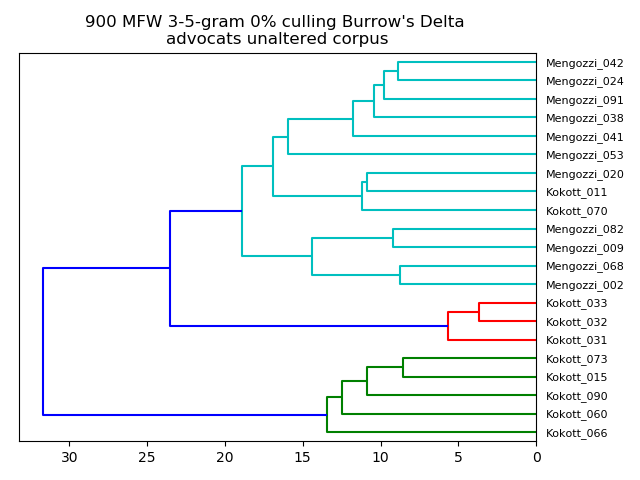 900 MFW 3-5-gram 0% culling Burrow's Delta
advocats unaltered corpus
Mengozzi_042
Mengozzi_024
Mengozzi_091
Mengozzi_038
Mengozzi_041
Mengozzi_053
Mengozzi_020
Kokott_011
Kokott_070
Mengozzi_082
Mengozzi_009
Mengozzi_068
Mengozzi_002
Kokott_033
Kokott_032
Kokott_031
Kokott_073
Kokott_015
Kokott_090
Kokott_060
Kokott_066
30 25 20 15 10 5 0